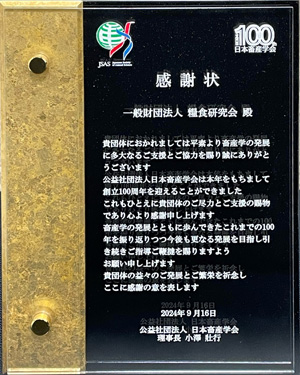 JSAS
100
日本畜産学会
感謝状
一般財団法人 糧食研究会 殿
貴団体におかれましては平素より畜産学の発展
に多大なるご支援とご協力を賜り誠にありがと
うございます
公益社団法人日本畜産学会は本年をもちまして
創立100周年を迎えることができました
これもひとえに貴団体のご尽力とご支援の賜物
であり心より感謝申し上げます
畜産学の発展とともに歩んできたこれまでの100
年を振り返りつつ今後も更なる発展を目指し引
き続きご指導ご鞭撻を賜りますよう
お願い申し上げます
貴団体の益々のご発展とご繁栄を祈念し
ここに感謝の意を表します
2024年9月16日
公益社団法人 日本畜産学会
理事長 小澤 壯行